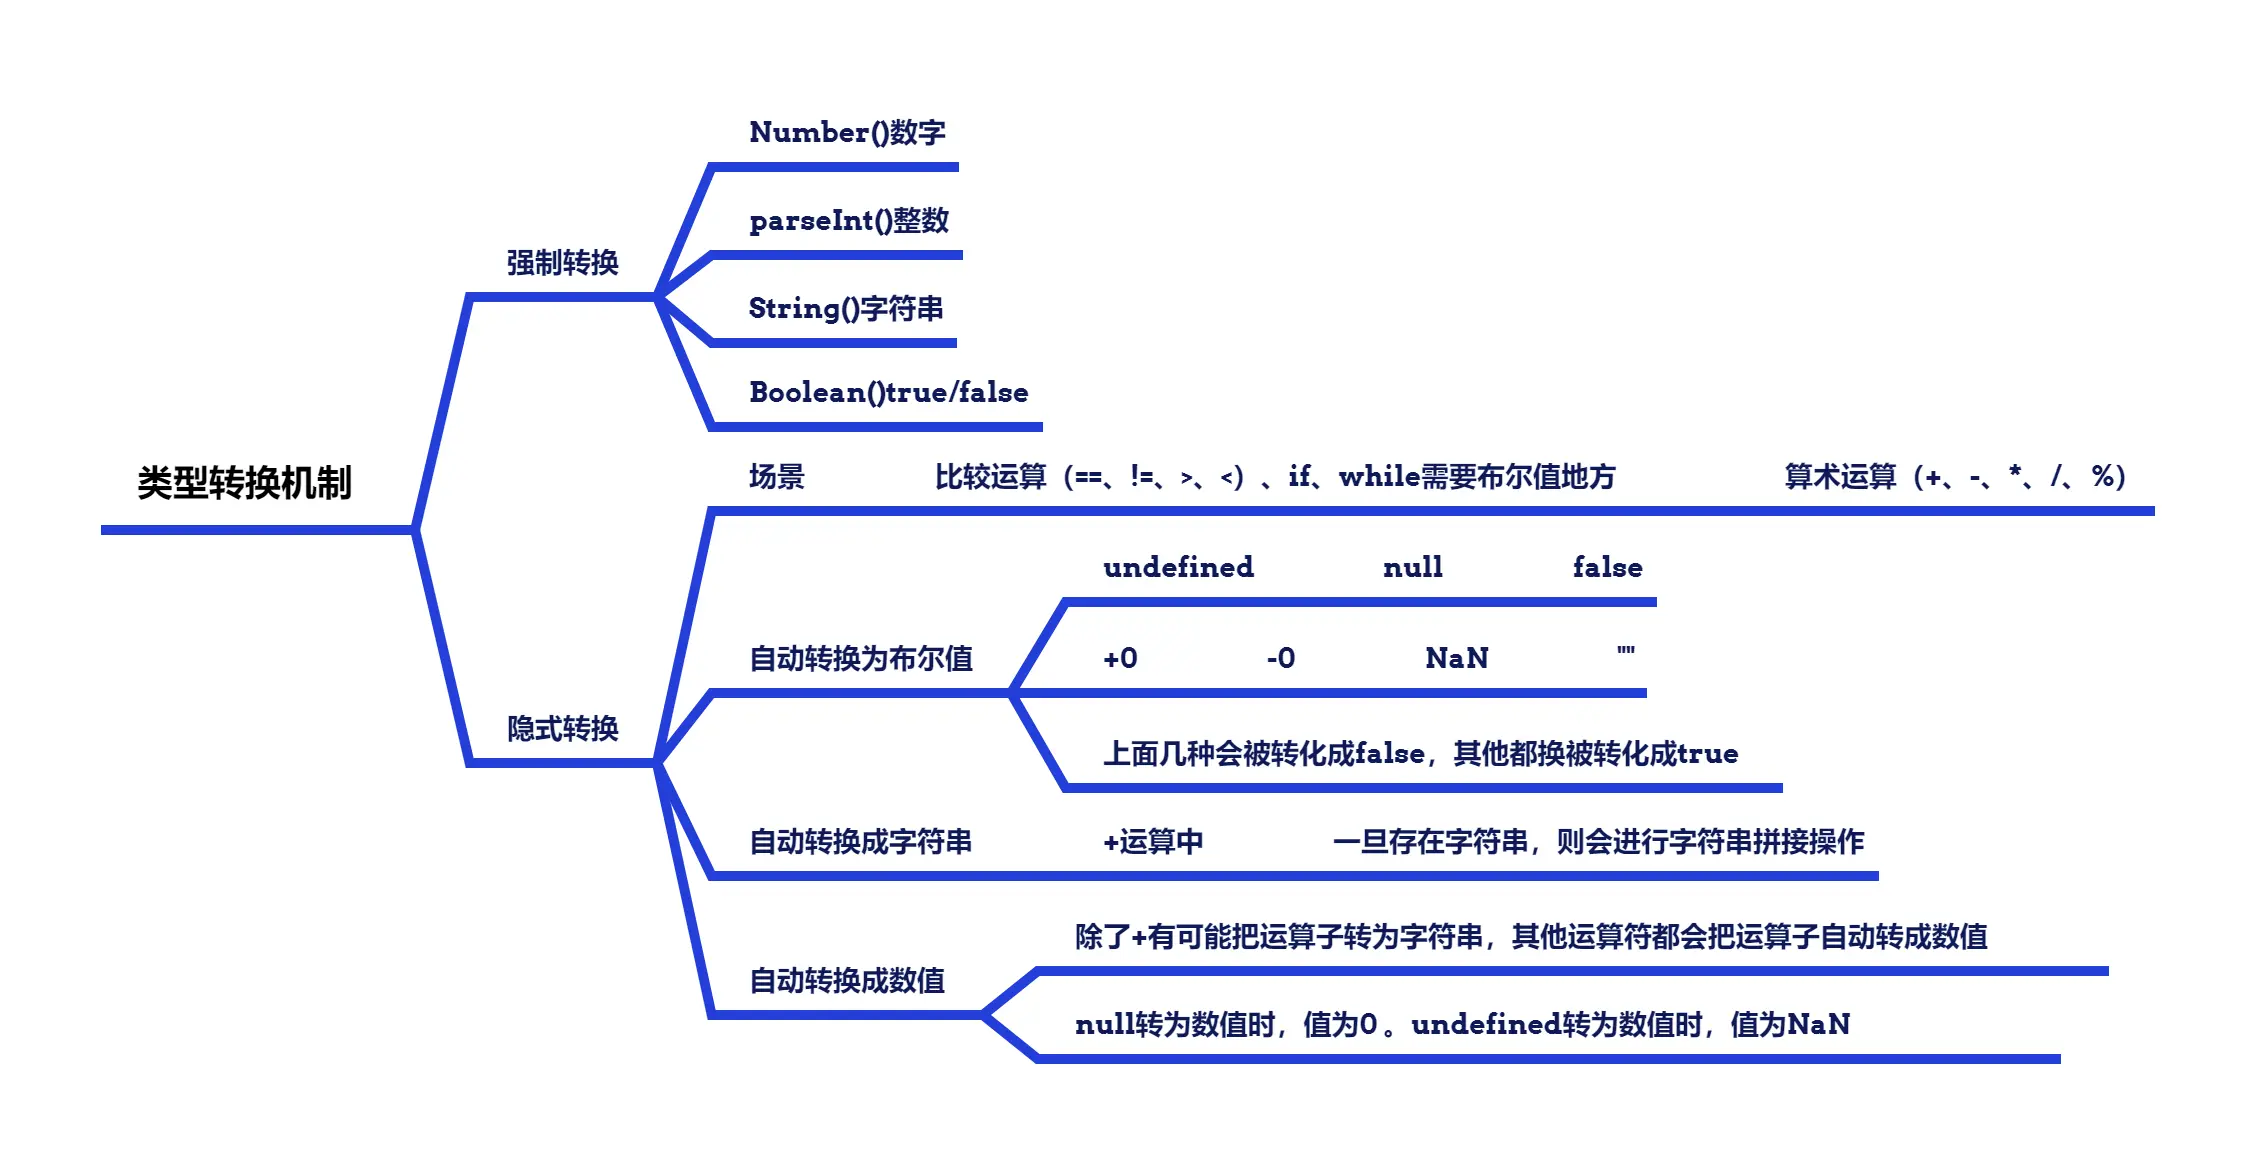 类型转换机制
强制转换
Number()数字
parseInt()整数
String()字符串
Boolean()true/false
隐式转换
场景 比较运算（==、!=、>、<）、if、while需要布尔值地方 算术运算（+、-、*、/、%）
自动转换为布尔值
undefined null false
+0 -0 NaN ""
上面几种会被转化成false，其他都换被转化成true
自动转换成字符串 +运算中 一旦存在字符串，则会进行字符串拼接操作
自动转换成数值
除了+有可能把运算子转为字符串，其他运算符都会把运算子自动转成数值
null转为数值时，值为0 。undefined转为数值时，值为NaN